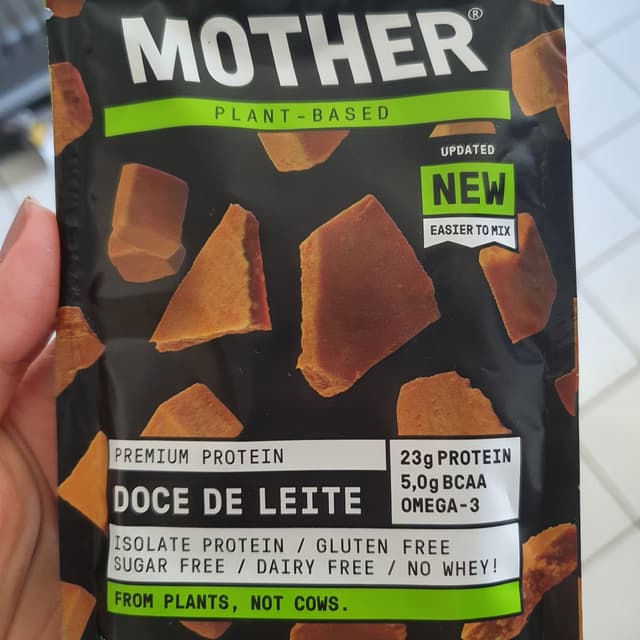 MOTHER®
PLANT-BASED
UPDATED
NEW
EASIER TO MIX
PREMIUM PROTEIN
DOCE DE LEITE
23g PROTEIN
5,0g BCAA
OMEGA-3
ISOLATE PROTEIN / GLUTEN FREE
SUGAR FREE / DAIRY FREE / NO WHEY!
FROM PLANTS, NOT COWS.